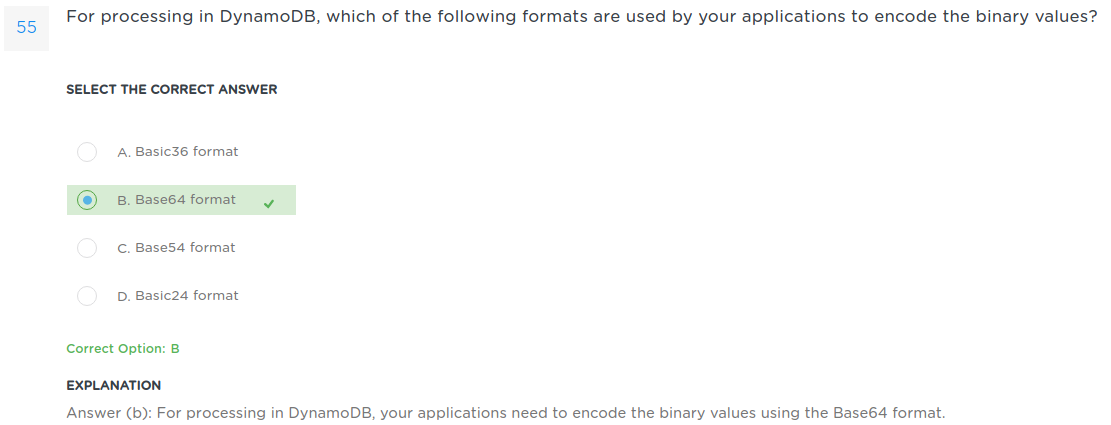 55
For processing in DynamoDB, which of the following formats are used by your applications to encode the binary values?
SELECT THE CORRECT ANSWER
A. Basic36 format
B. Base64 format
C. Base54 format
D. Basic24 format
Correct Option: B
EXPLANATION
Answer (b): For processing in DynamoDB, your applications need to encode the binary values using the Base64 format.